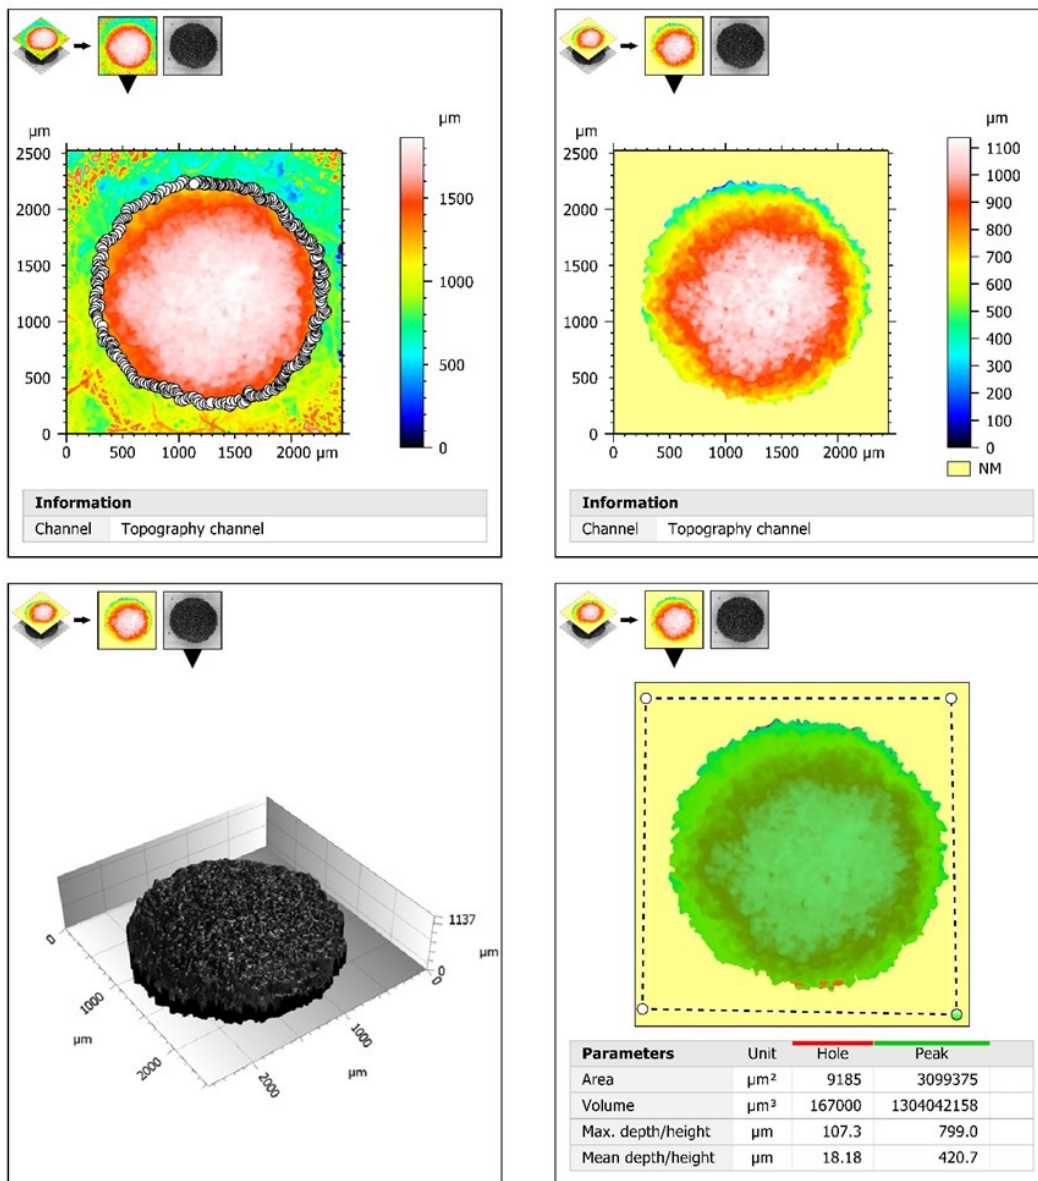 µm
2500
2000
1500
1000
500
0
0 500 1000 1500 2000 µm
µm
1500
1000
500
0
Information
Channel Topography channel
µm
2500
2000
1500
1000
500
0
0 500 1000 1500 2000 µm
µm
1100
1000
900
800
700
600
500
400
300
200
100
0
NM
Information
Channel Topography channel
1137
µm
0
0
0
1000
1000
µm
µm
2000
2000
Parameters Unit Hole Peak
Area µm² 9185 3099375
Volume µm³ 167000 1304042158
Max. depth/height µm 107.3 799.0
Mean depth/height µm 18.18 420.7